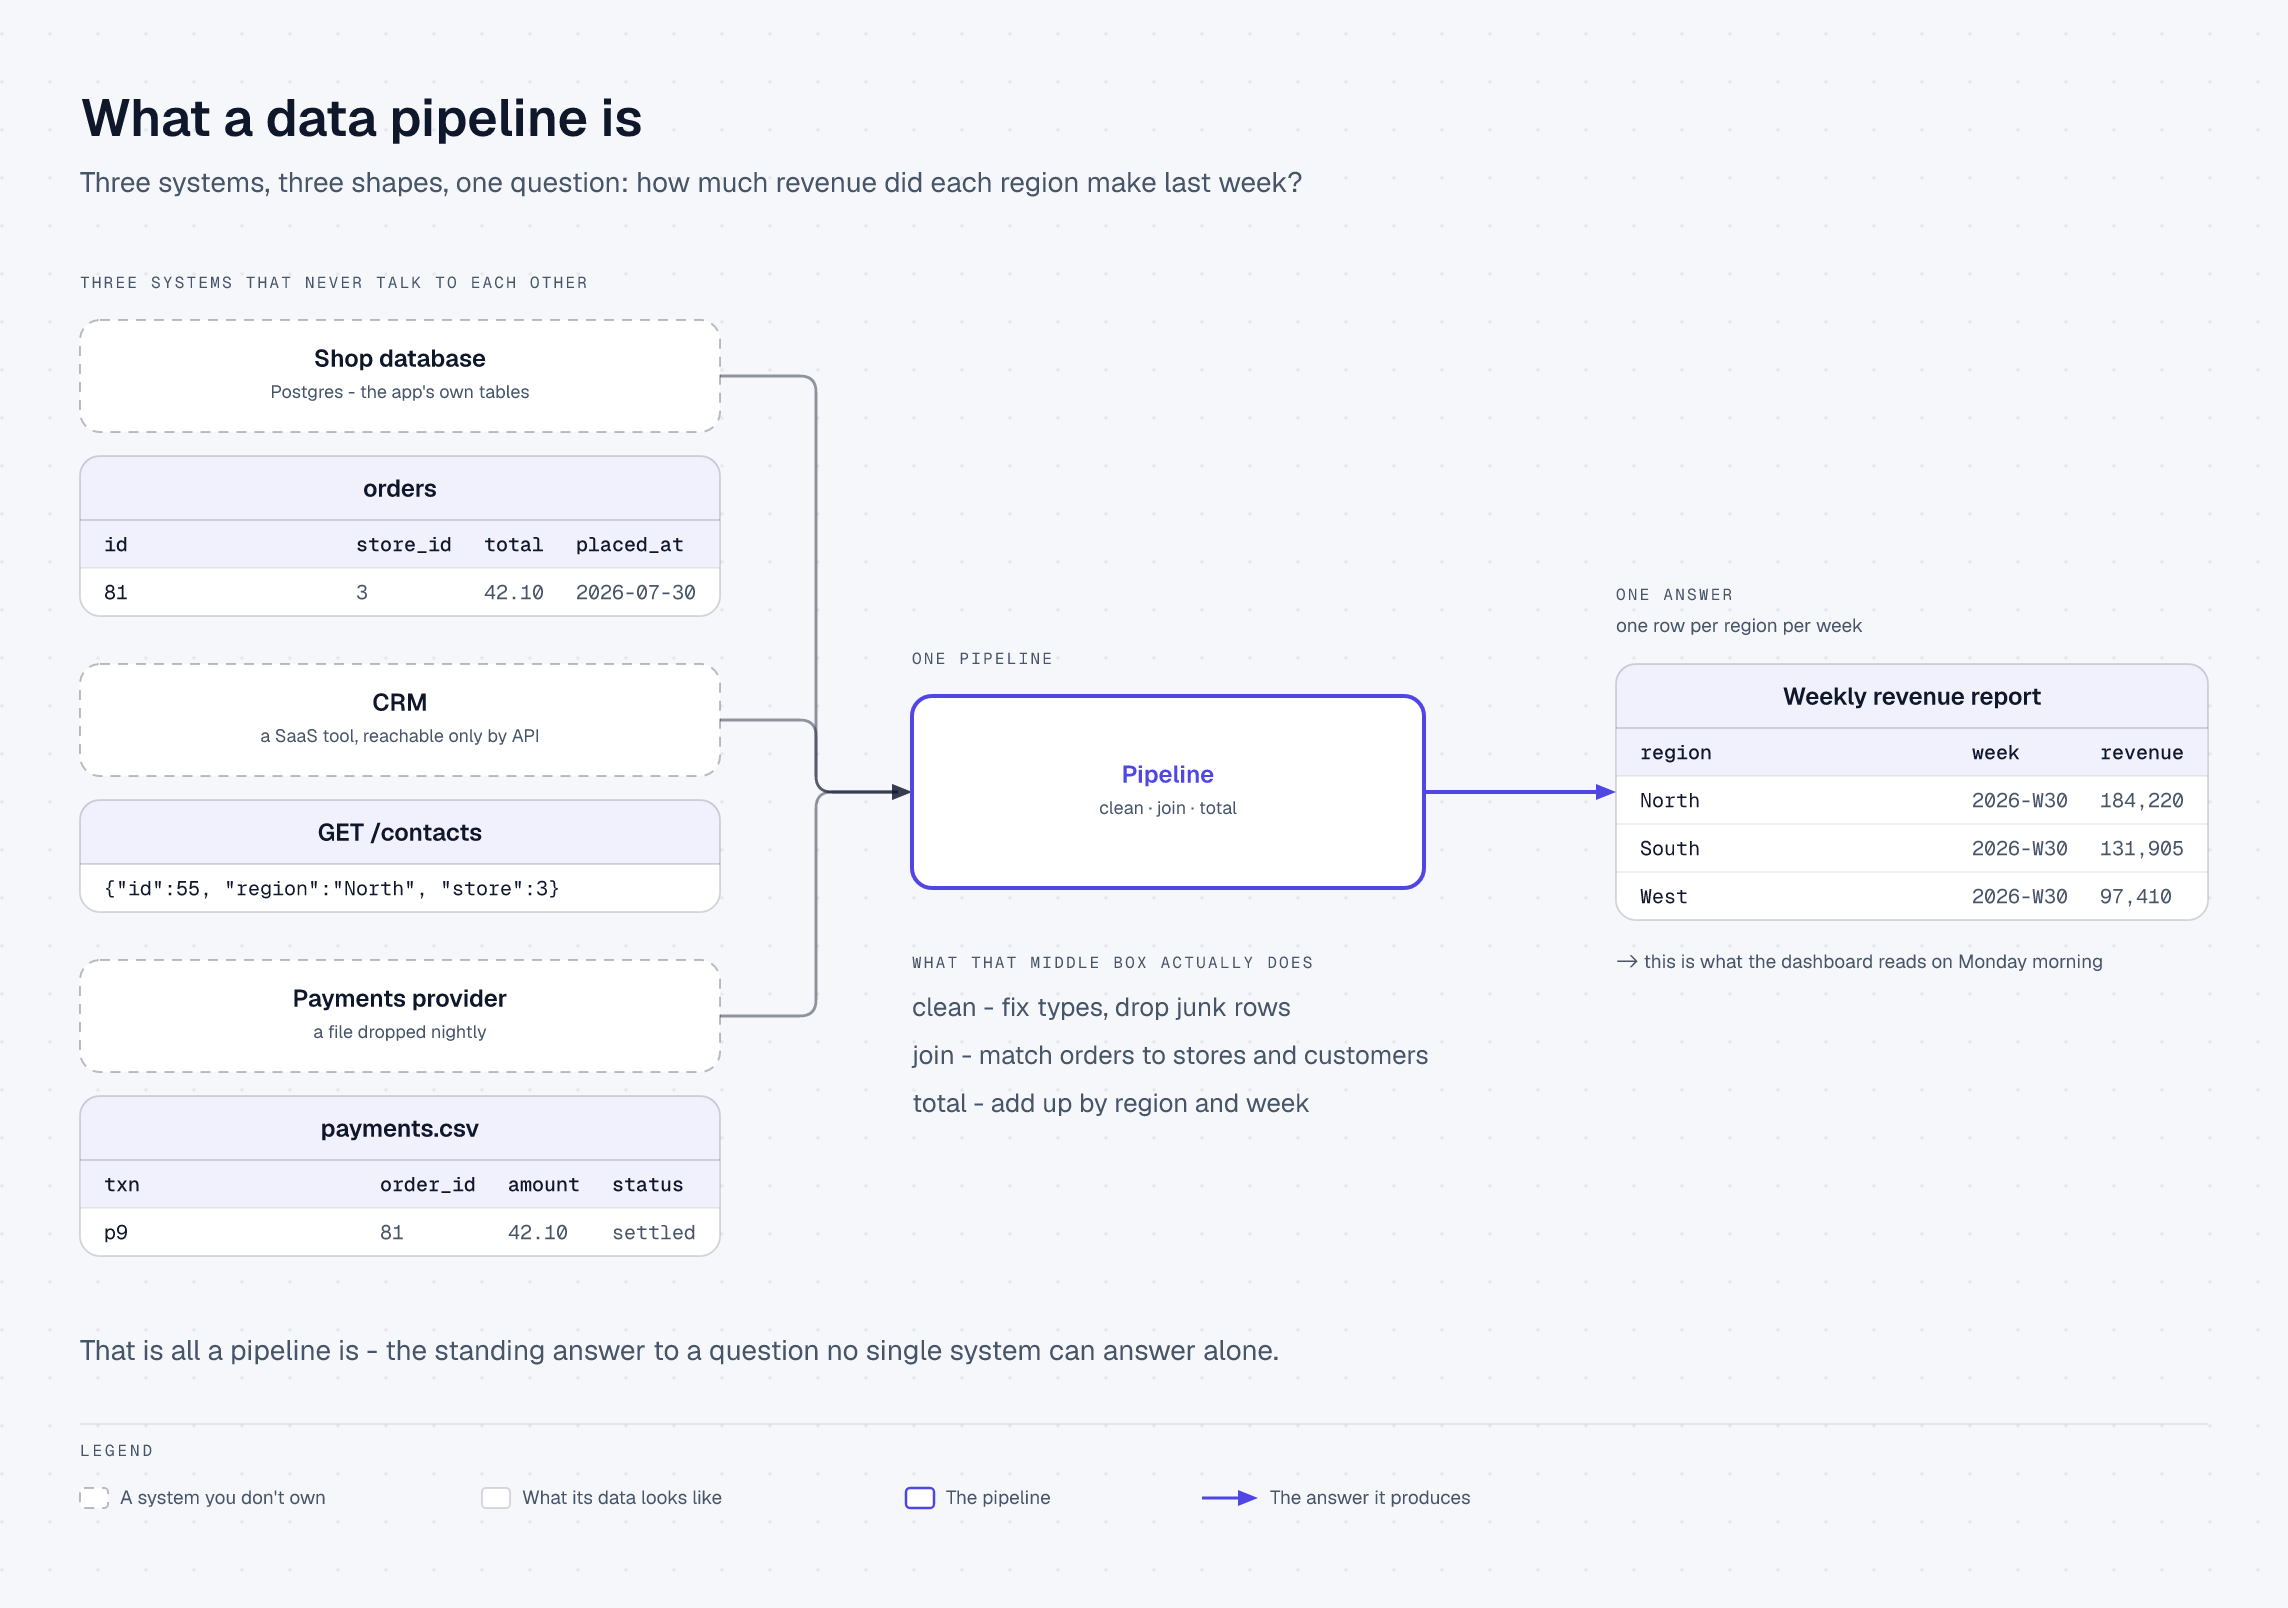 What a data pipeline is
Three systems, three shapes, one question: how much revenue did each region make last week?
THREE SYSTEMS THAT NEVER TALK TO EACH OTHER
Shop database
Postgres - the app's own tables
orders
id store_id total placed_at
81 3 42.10 2026-07-30
CRM
a SaaS tool, reachable only by API
GET /contacts
{"id":55, "region":"North", "store":3}
Payments provider
a file dropped nightly
payments.csv
txn order_id amount status
p9 81 42.10 settled
ONE PIPELINE
Pipeline
clean · join · total
WHAT THAT MIDDLE BOX ACTUALLY DOES
clean - fix types, drop junk rows
join - match orders to stores and customers
total - add up by region and week
ONE ANSWER
one row per region per week
Weekly revenue report
region week revenue
North 2026-W30 184,220
South 2026-W30 131,905
West 2026-W30 97,410
→ this is what the dashboard reads on Monday morning
That is all a pipeline is - the standing answer to a question no single system can answer alone.
LEGEND
A system you don't own
What its data looks like
The pipeline
The answer it produces